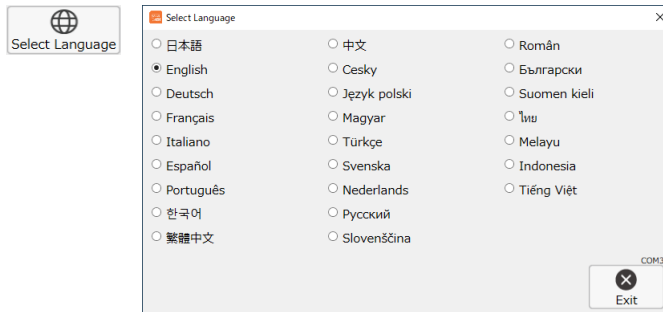 Select Language
Select Language
日本語
English
Deutsch
Français
Italiano
Español
Português
한국어
繁體中文
中文
Cesky
Język polski
Magyar
Türkçe
Svenska
Nederlands
Русский
Slovenščina
Român
Български
Suomen kieli
ไทย
Melayu
Indonesia
Tiếng Việt
COM3
Exit